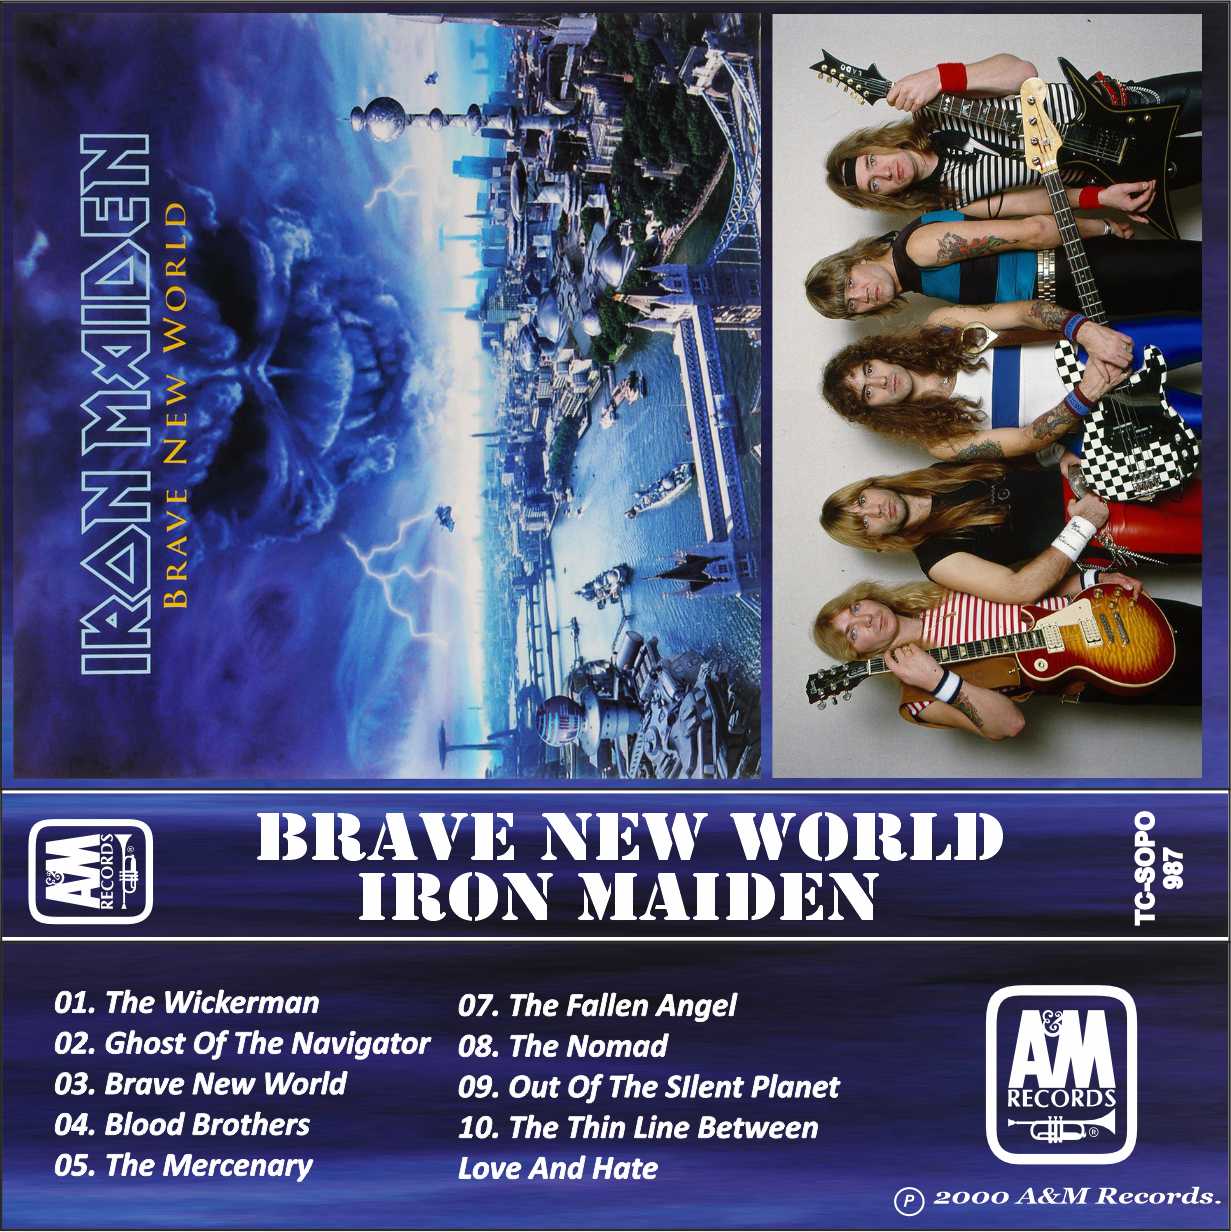 IRON MAIDEN
BRAVE NEW WORLD
LADO
A&M
RECORDS
®
BRAVE NEW WORLD
IRON MAIDEN
TC-SOPO
987
01. The Wickerman
02. Ghost Of The Navigator
03. Brave New World
04. Blood Brothers
05. The Mercenary
07. The Fallen Angel
08. The Nomad
09. Out Of The SIlent Planet
10. The Thin Line Between
Love And Hate
A&M
RECORDS
®
℗ 2000 A&M Records.